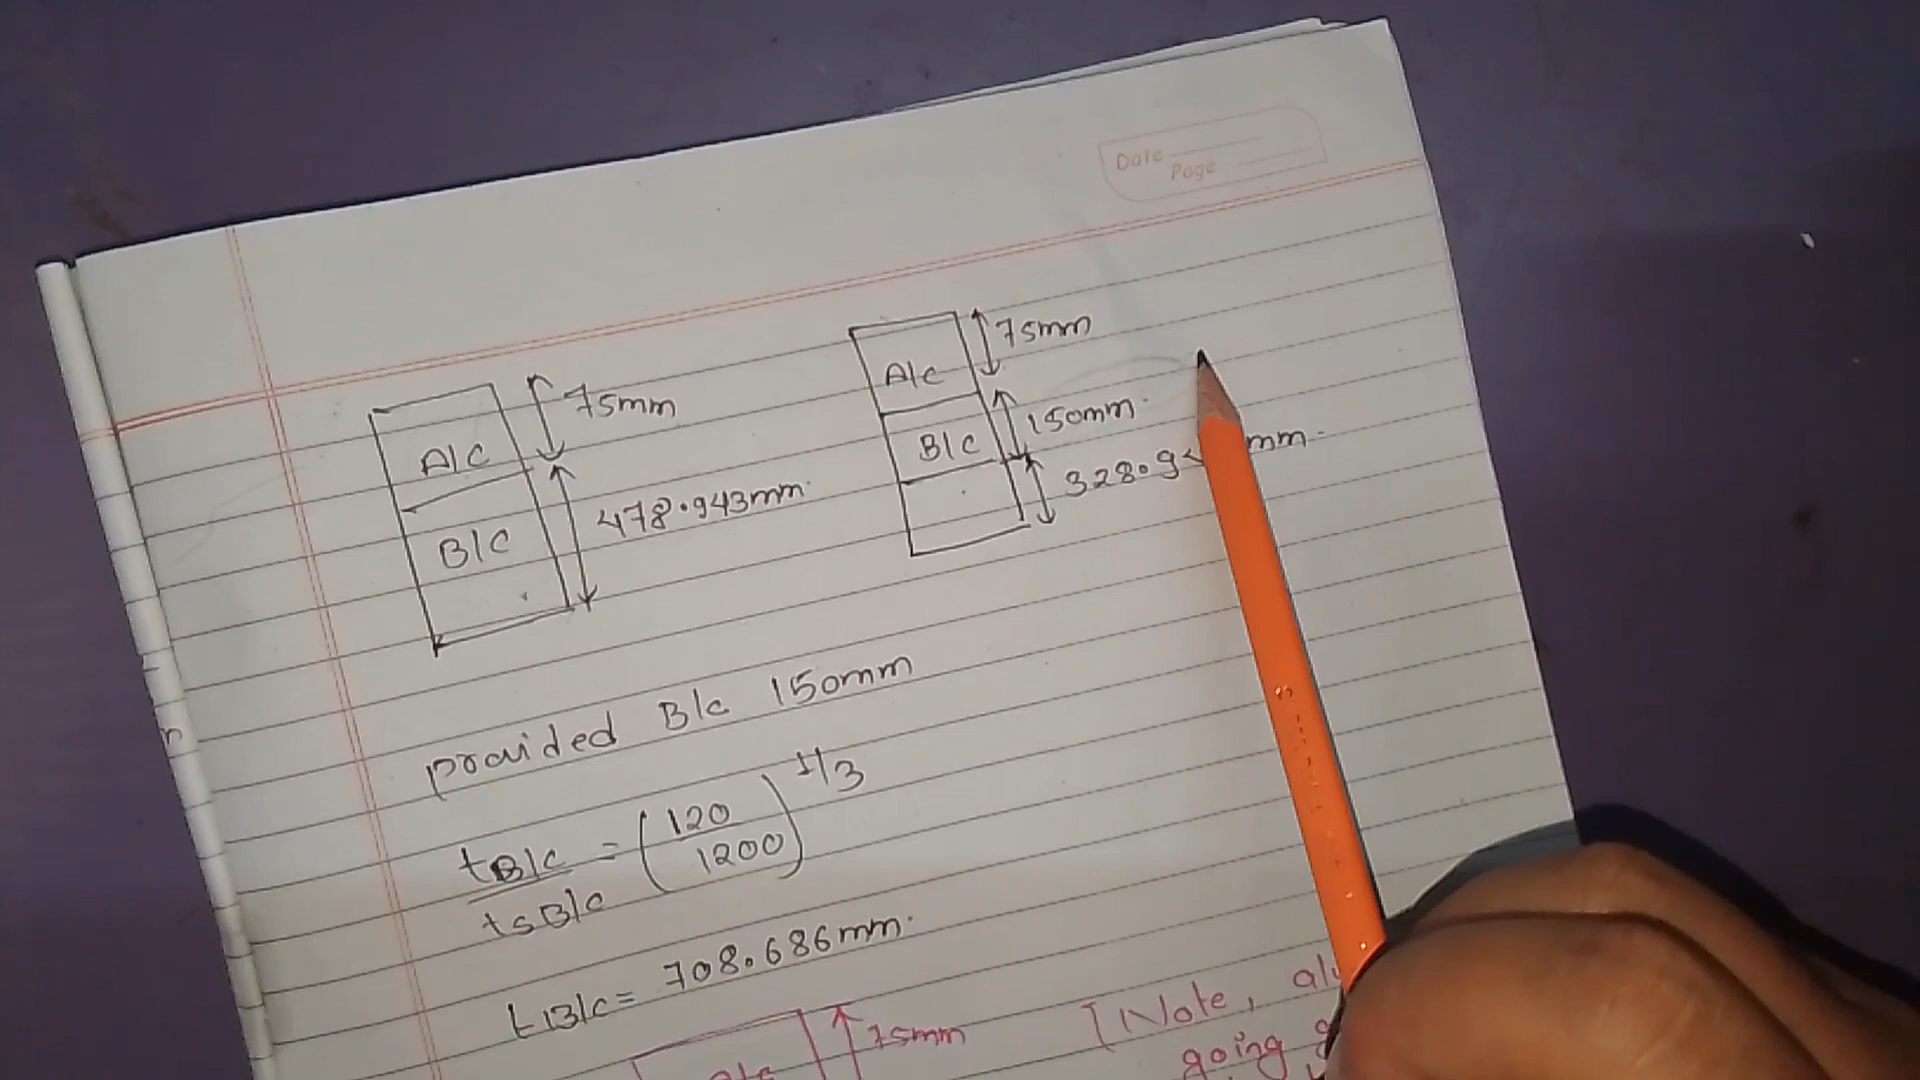 Date
Page
A/C 75mm
B/C 478.943mm
A/C 75mm
B/C 150mm
328.9 mm
provided B/C 150mm
tB/C = (120
tsB/C 1200)^1/3
tB/C = 708.686mm.
75mm
[Note,
going